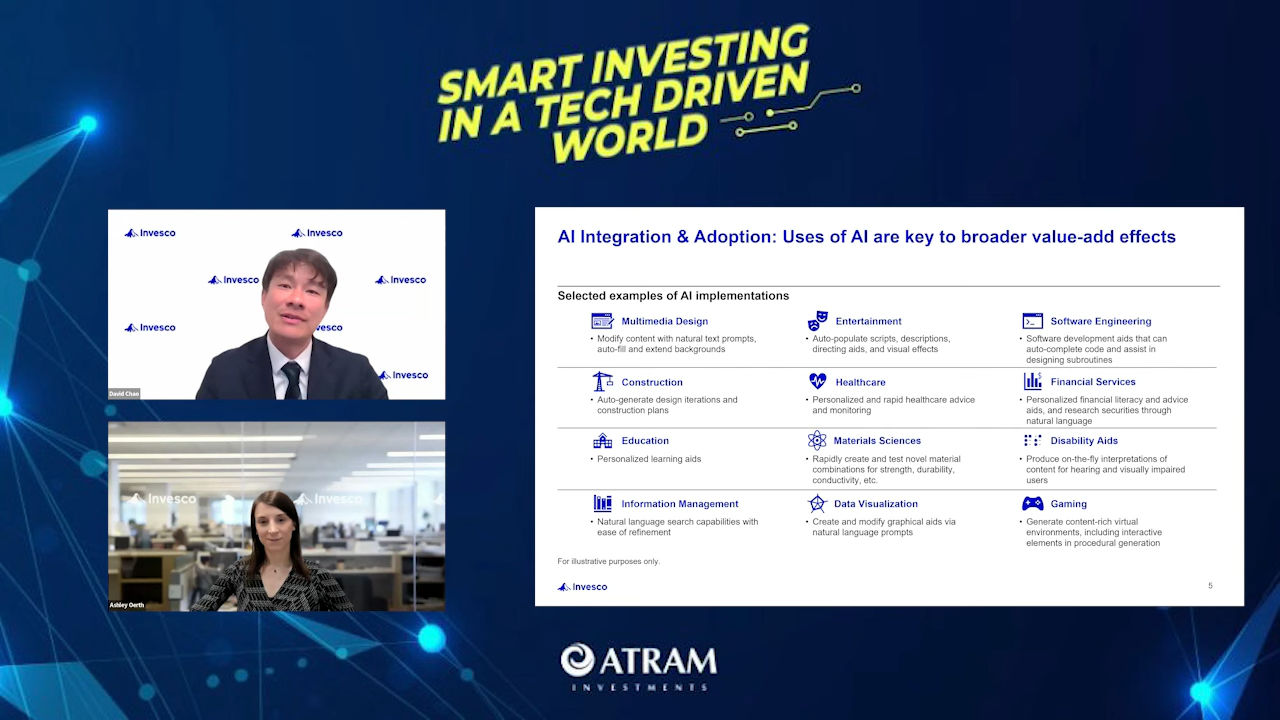 SMART INVESTING
IN A TECH DRIVEN
WORLD
Invesco
Invesco
Invesco
Invesco
Invesco
vesco
Invesco
David Chao
Invesco
Invesco
Invesco
Ashley Oerth
AI Integration & Adoption: Uses of AI are key to broader value-add effects
Selected examples of AI implementations
Multimedia Design
• Modify content with natural text prompts,
auto-fill and extend backgrounds
Entertainment
• Auto-populate scripts, descriptions,
directing aids, and visual effects
Software Engineering
• Software development aids that can
auto-complete code and assist in
designing subroutines
Construction
• Auto-generate design iterations and
construction plans
Healthcare
• Personalized and rapid healthcare advice
and monitoring
Financial Services
• Personalized financial literacy and advice
aids, and research securities through
natural language
Education
• Personalized learning aids
Materials Sciences
• Rapidly create and test novel material
combinations for strength, durability,
conductivity, etc.
Disability Aids
• Produce on-the-fly interpretations of
content for hearing and visually impaired
users
Information Management
• Natural language search capabilities with
ease of refinement
Data Visualization
• Create and modify graphical aids via
natural language prompts
Gaming
• Generate content-rich virtual
environments, including interactive
elements in procedural generation
For illustrative purposes only.
Invesco
5
ATRAM
INVESTMENTS